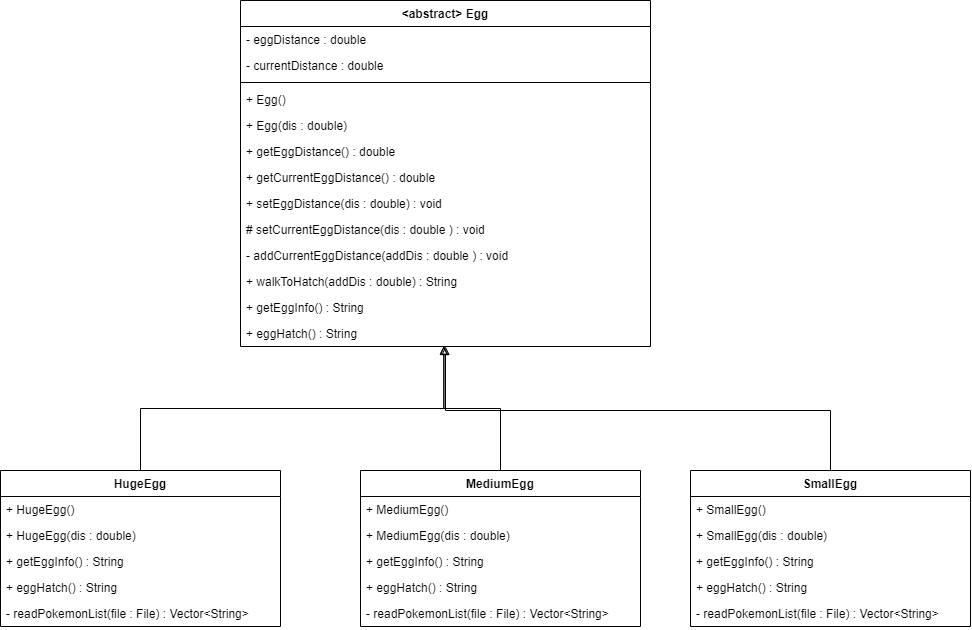 <abstract> Egg
- eggDistance : double
- currentDistance : double
+ Egg()
+ Egg(dis : double)
+ getEggDistance() : double
+ getCurrentEggDistance() : double
+ setEggDistance(dis : double) : void
# setCurrentEggDistance(dis : double ) : void
- addCurrentEggDistance(addDis : double ) : void
+ walkToHatch(addDis : double) : String
+ getEggInfo() : String
+ eggHatch() : String
HugeEgg
+ HugeEgg()
+ HugeEgg(dis : double)
+ getEggInfo() : String
+ eggHatch() : String
- readPokemonList(file : File) : Vector<String>
MediumEgg
+ MediumEgg()
+ MediumEgg(dis : double)
+ getEggInfo() : String
+ eggHatch() : String
- readPokemonList(file : File) : Vector<String>
SmallEgg
+ SmallEgg()
+ SmallEgg(dis : double)
+ getEggInfo() : String
+ eggHatch() : String
- readPokemonList(file : File) : Vector<String>